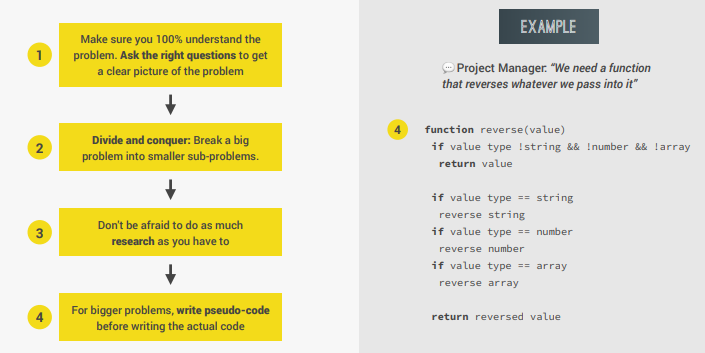 1
Make sure you 100% understand the
problem. Ask the right questions to get
a clear picture of the problem
2
Divide and conquer: Break a big
problem into smaller sub-problems.
3
Don't be afraid to do as much
research as you have to
4
For bigger problems, write pseudo-code
before writing the actual code
EXAMPLE
💬 Project Manager: “We need a function
that reverses whatever we pass into it”
4
function reverse(value)
if value type !string && !number && !array
return value
if value type == string
reverse string
if value type == number
reverse number
if value type == array
reverse array
return reversed value